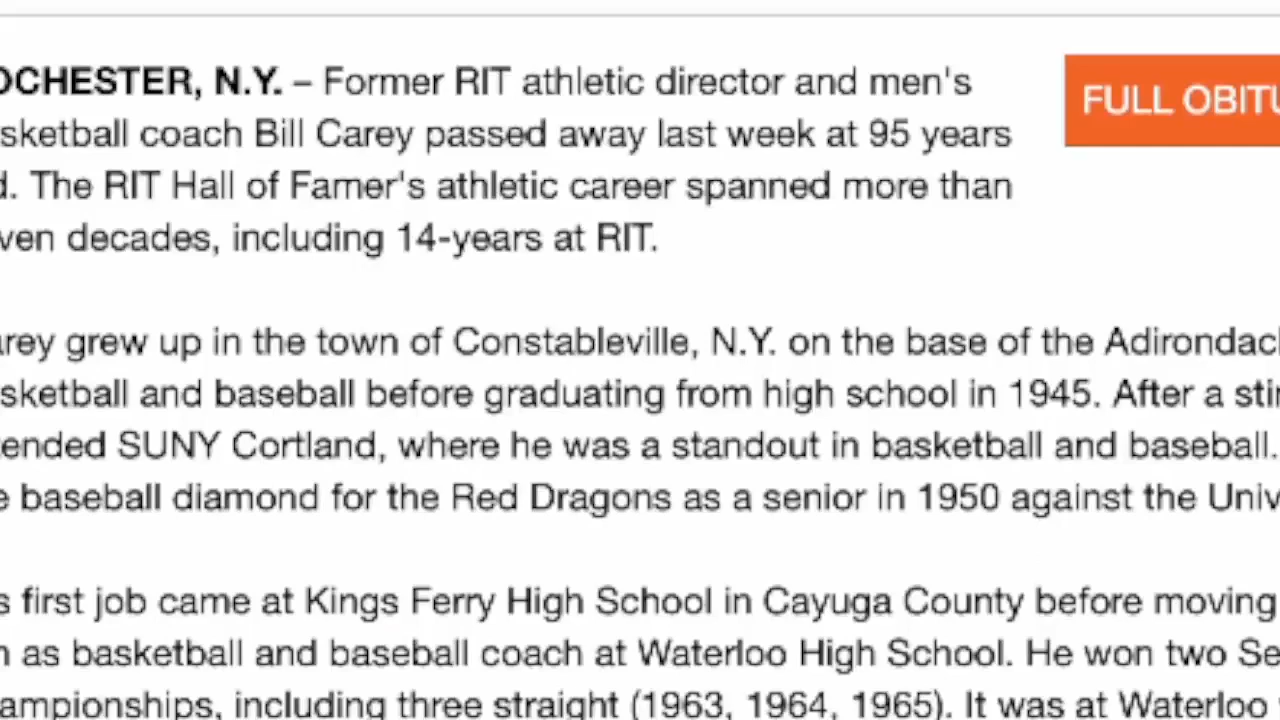 OCHESTER, N.Y. – Former RIT athletic director and men's
FULL OBITU
sketball coach Bill Carey passed away last week at 95 years
d. The RIT Hall of Famer's athletic career spanned more than
ven decades, including 14-years at RIT.
arey grew up in the town of Constableville, N.Y. on the base of the Adirondac
sketball and baseball before graduating from high school in 1945. After a stin
tended SUNY Cortland, where he was a standout in basketball and baseball.
e baseball diamond for the Red Dragons as a senior in 1950 against the Univ
s first job came at Kings Ferry High School in Cayuga County before moving
n as basketball and baseball coach at Waterloo High School. He won two Se
ampionships, including three straight (1963, 1964, 1965). It was at Waterloo